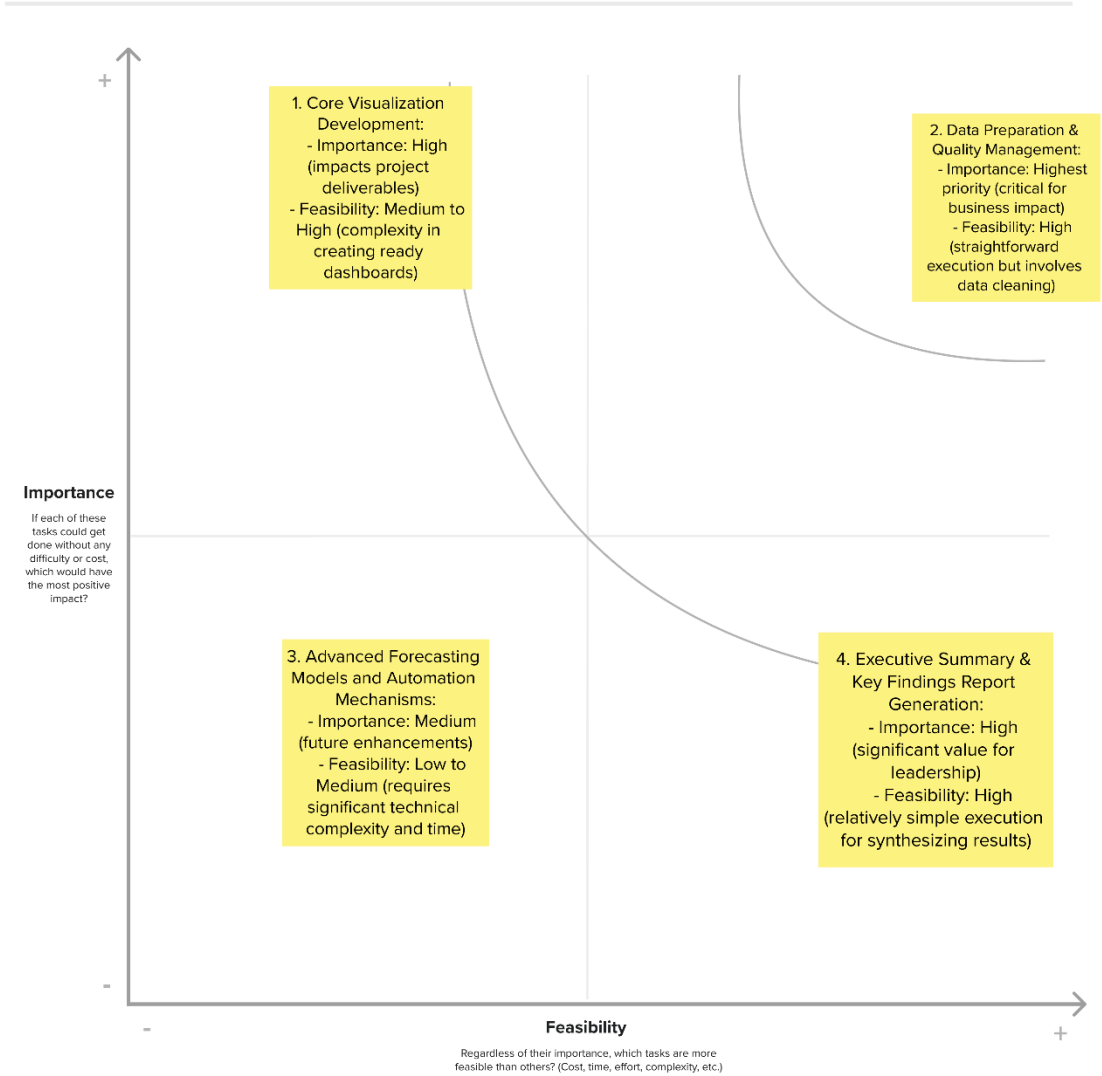 +
1. Core Visualization
Development:
- Importance: High
(impacts project
deliverables)
- Feasibility: Medium to
High (complexity in
creating ready
dashboards)
2. Data Preparation &
Quality Management:
- Importance: Highest
priority (critical for
business impact)
- Feasibility: High
(straightforward
execution but involves
data cleaning)
Importance
If each of these
tasks could get
done without any
difficulty or cost,
which would have
the most positive
impact?
3. Advanced Forecasting
Models and Automation
Mechanisms:
- Importance: Medium
(future enhancements)
- Feasibility: Low to
Medium (requires
significant technical
complexity and time)
4. Executive Summary &
Key Findings Report
Generation:
- Importance: High
(significant value for
leadership)
- Feasibility: High
(relatively simple execution
for synthesizing results)
-
-
Feasibility
+
Regardless of their importance, which tasks are more
feasible than others? (Cost, time, effort, complexity, etc.)